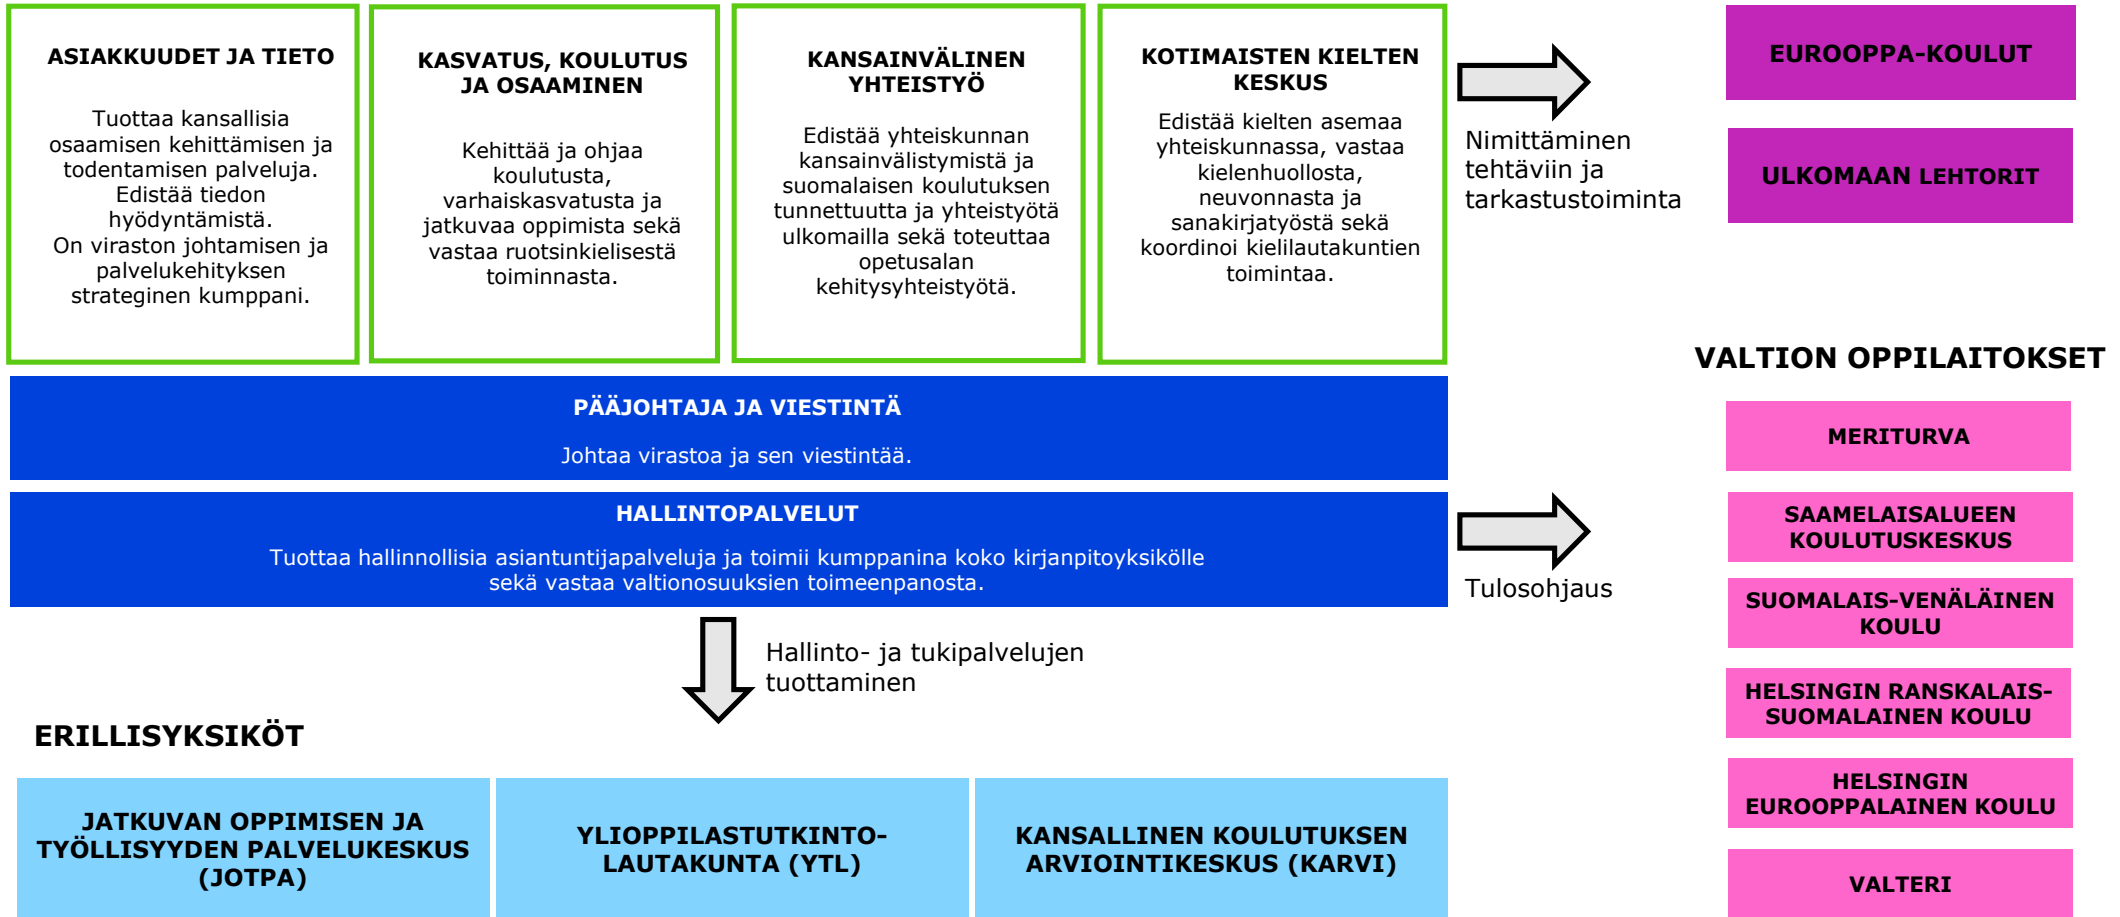 ASIAKKUUDET JA TIETO
Tuottaa kansallisia
osaamisen kehittämisen ja
todentamisen palveluja.
Edistää tiedon
hyödyntämistä.
On viraston johtamisen ja
palvelukehityksen
strateginen kumppani.
KASVATUS, KOULUTUS
JA OSAAMINEN
Kehittää ja ohjaa
koulutusta,
varhaiskasvatusta ja
jatkuvaa oppimista sekä
vastaa ruotsinkielisestä
toiminnasta.
KANSAINVÄLINEN
YHTEISTYÖ
Edistää yhteiskunnan
kansainvälistymistä ja
suomalaisen koulutuksen
tunnettuutta ja yhteistyötä
ulkomailla sekä toteuttaa
opetusalan
kehitysyhteistyötä.
KOTIMAISTEN KIELTEN
KESKUS
Edistää kielten asemaa
yhteiskunnassa, vastaa
kielenhuollosta,
neuvonnasta ja
sanakirjatyöstä sekä
koordinoi kielilautakuntien
toimintaa.
Nimittäminen
tehtäviin ja
tarkastustoiminta
EUROOPPA-KOULUT
ULKOMAAN LEHTORIT
PÄÄJOHTAJA JA VIESTINTÄ
Johtaa virastoa ja sen viestintää.
HALLINTOPALVELUT
Tuottaa hallinnollisia asiantuntijapalveluja ja toimii kumppanina koko kirjanpitoyksikölle
sekä vastaa valtionosuuksien toimeenpanosta.
Tulosohjaus
VALTION OPPILAITOKSET
MERITURVA
SAAMELAISALUEEN
KOULUTUSKESKUS
SUOMALAIS-VENÄLÄINEN
KOULU
HELSINGIN RANSKALAIS-
SUOMALAINEN KOULU
HELSINGIN
EUROOPPALAINEN KOULU
VALTERI
Hallinto- ja tukipalvelujen
tuottaminen
ERILLISYKSIKÖT
JATKUVAN OPPIMISEN JA
TYÖLLISYYDEN PALVELUKESKUS
(JOTPA)
YLIOPPILASTUTKINTO-
LAUTAKUNTA (YTL)
KANSALLINEN KOULUTUKSEN
ARVIOINTIKESKUS (KARVI)